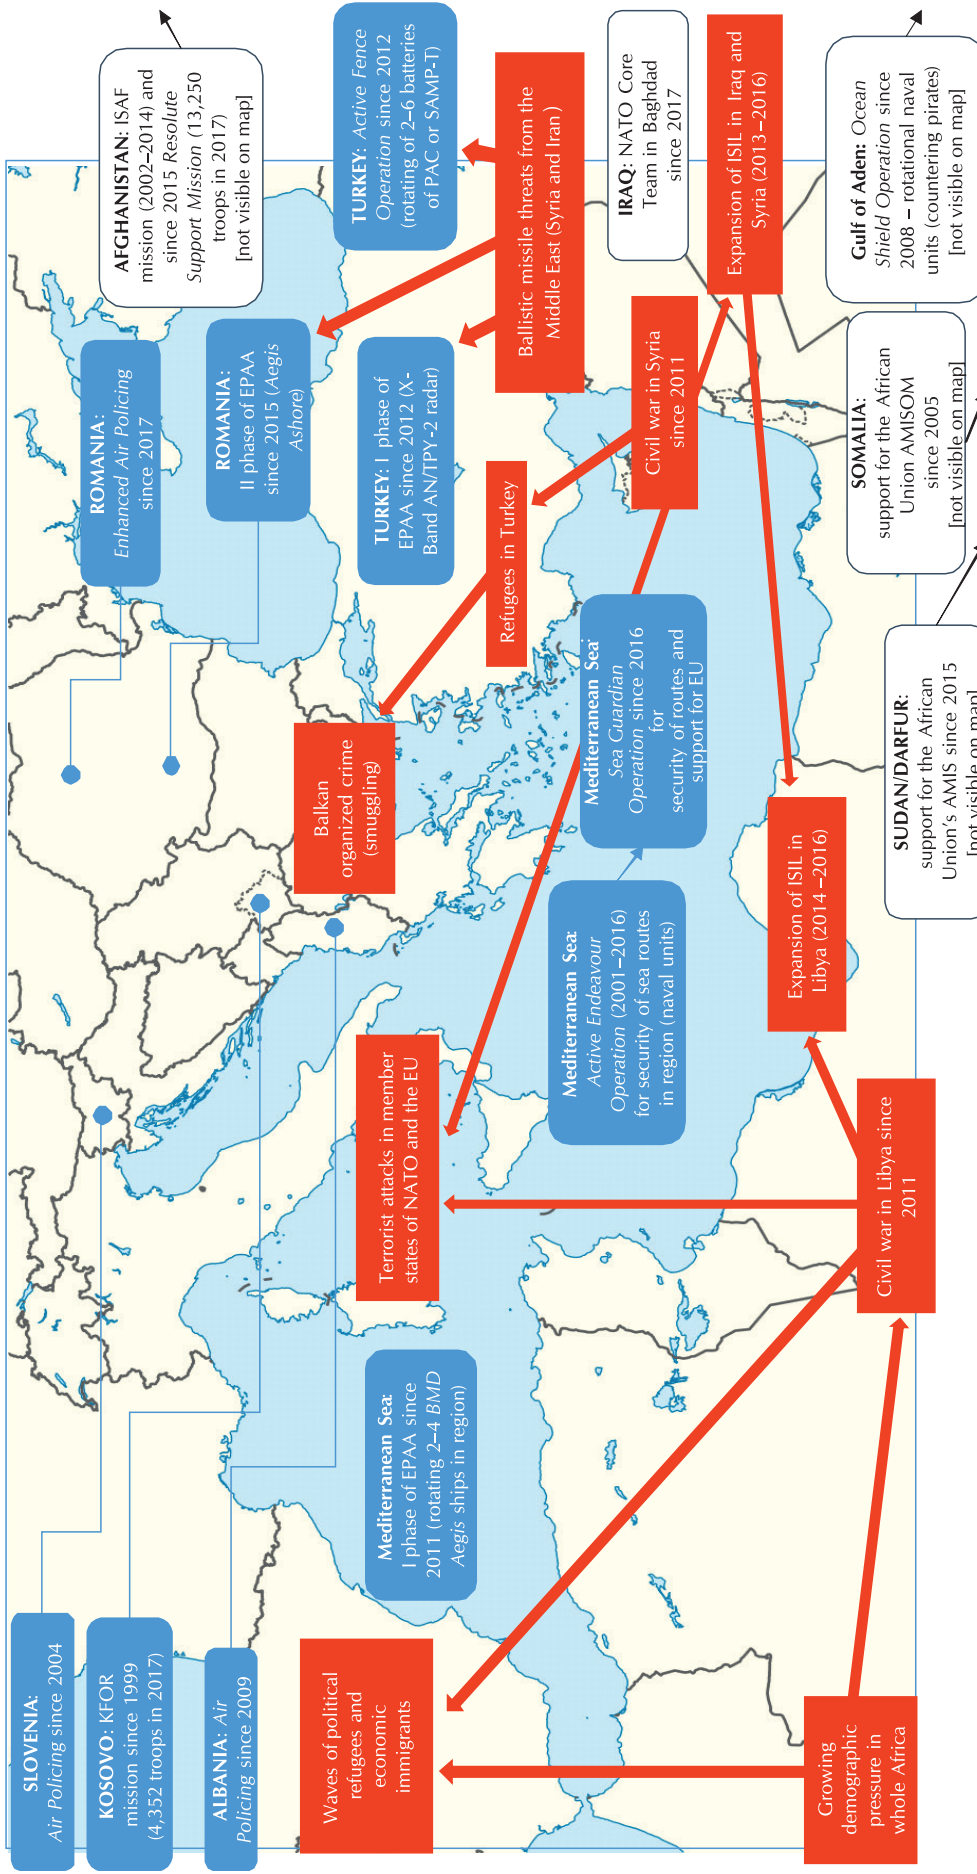 SLOVENIA:
Air Policing since 2004
KOSOVO: KFOR
mission since 1999
(4,352 troops in 2017)
ALBANIA: Air
Policing since 2009
Waves of political
refugees and
economic
immigrants
Growing
demographic
pressure in
whole Africa
Mediterranean Sea:
I phase of EPAA since
2011 (rotating 2–4 BMD
Aegis ships in region)
Terrorist attacks in member
states of NATO and the EU
Civil war in Libya since
2011
Mediterranean Sea:
Active Endeavour
Operation (2001–2016)
for security of sea routes
in region (naval units)
Expansion of ISIL in
Libya (2014–2016)
Balkan
organized crime
(smuggling)
Mediterranean Sea:
Sea Guardian
Operation since 2016
for
security of routes and
support for EU
SUDAN/DARFUR:
support for the African
Union's AMIS since 2015
[not visible on map]
ROMANIA:
Enhanced Air Policing
since 2017
ROMANIA:
II phase of EPAA
since 2015 (Aegis
Ashore)
TURKEY: I phase of
EPAA since 2012 (X-
Band AN/TPY-2 radar)
Refugees in Turkey
Civil war in Syria
since 2011
SOMALIA:
support for the African
Union AMISOM
since 2005
[not visible on map]
AFGHANISTAN: ISAF
mission (2002–2014) and
since 2015 Resolute
Support Mission (13,250
troops in 2017)
[not visible on map]
TURKEY: Active Fence
Operation since 2012
(rotating of 2–6 batteries
of PAC or SAMP-T)
Ballistic missile threats from the
Middle East (Syria and Iran )
IRAQ: NATO Core
Team in Baghdad
since 2017
Expansion of ISIL in Iraq and
Syria (2013–2016)
Gulf of Aden: Ocean
Shield Operation since
2008 – rotational naval
units (countering pirates)
[not visible on map]